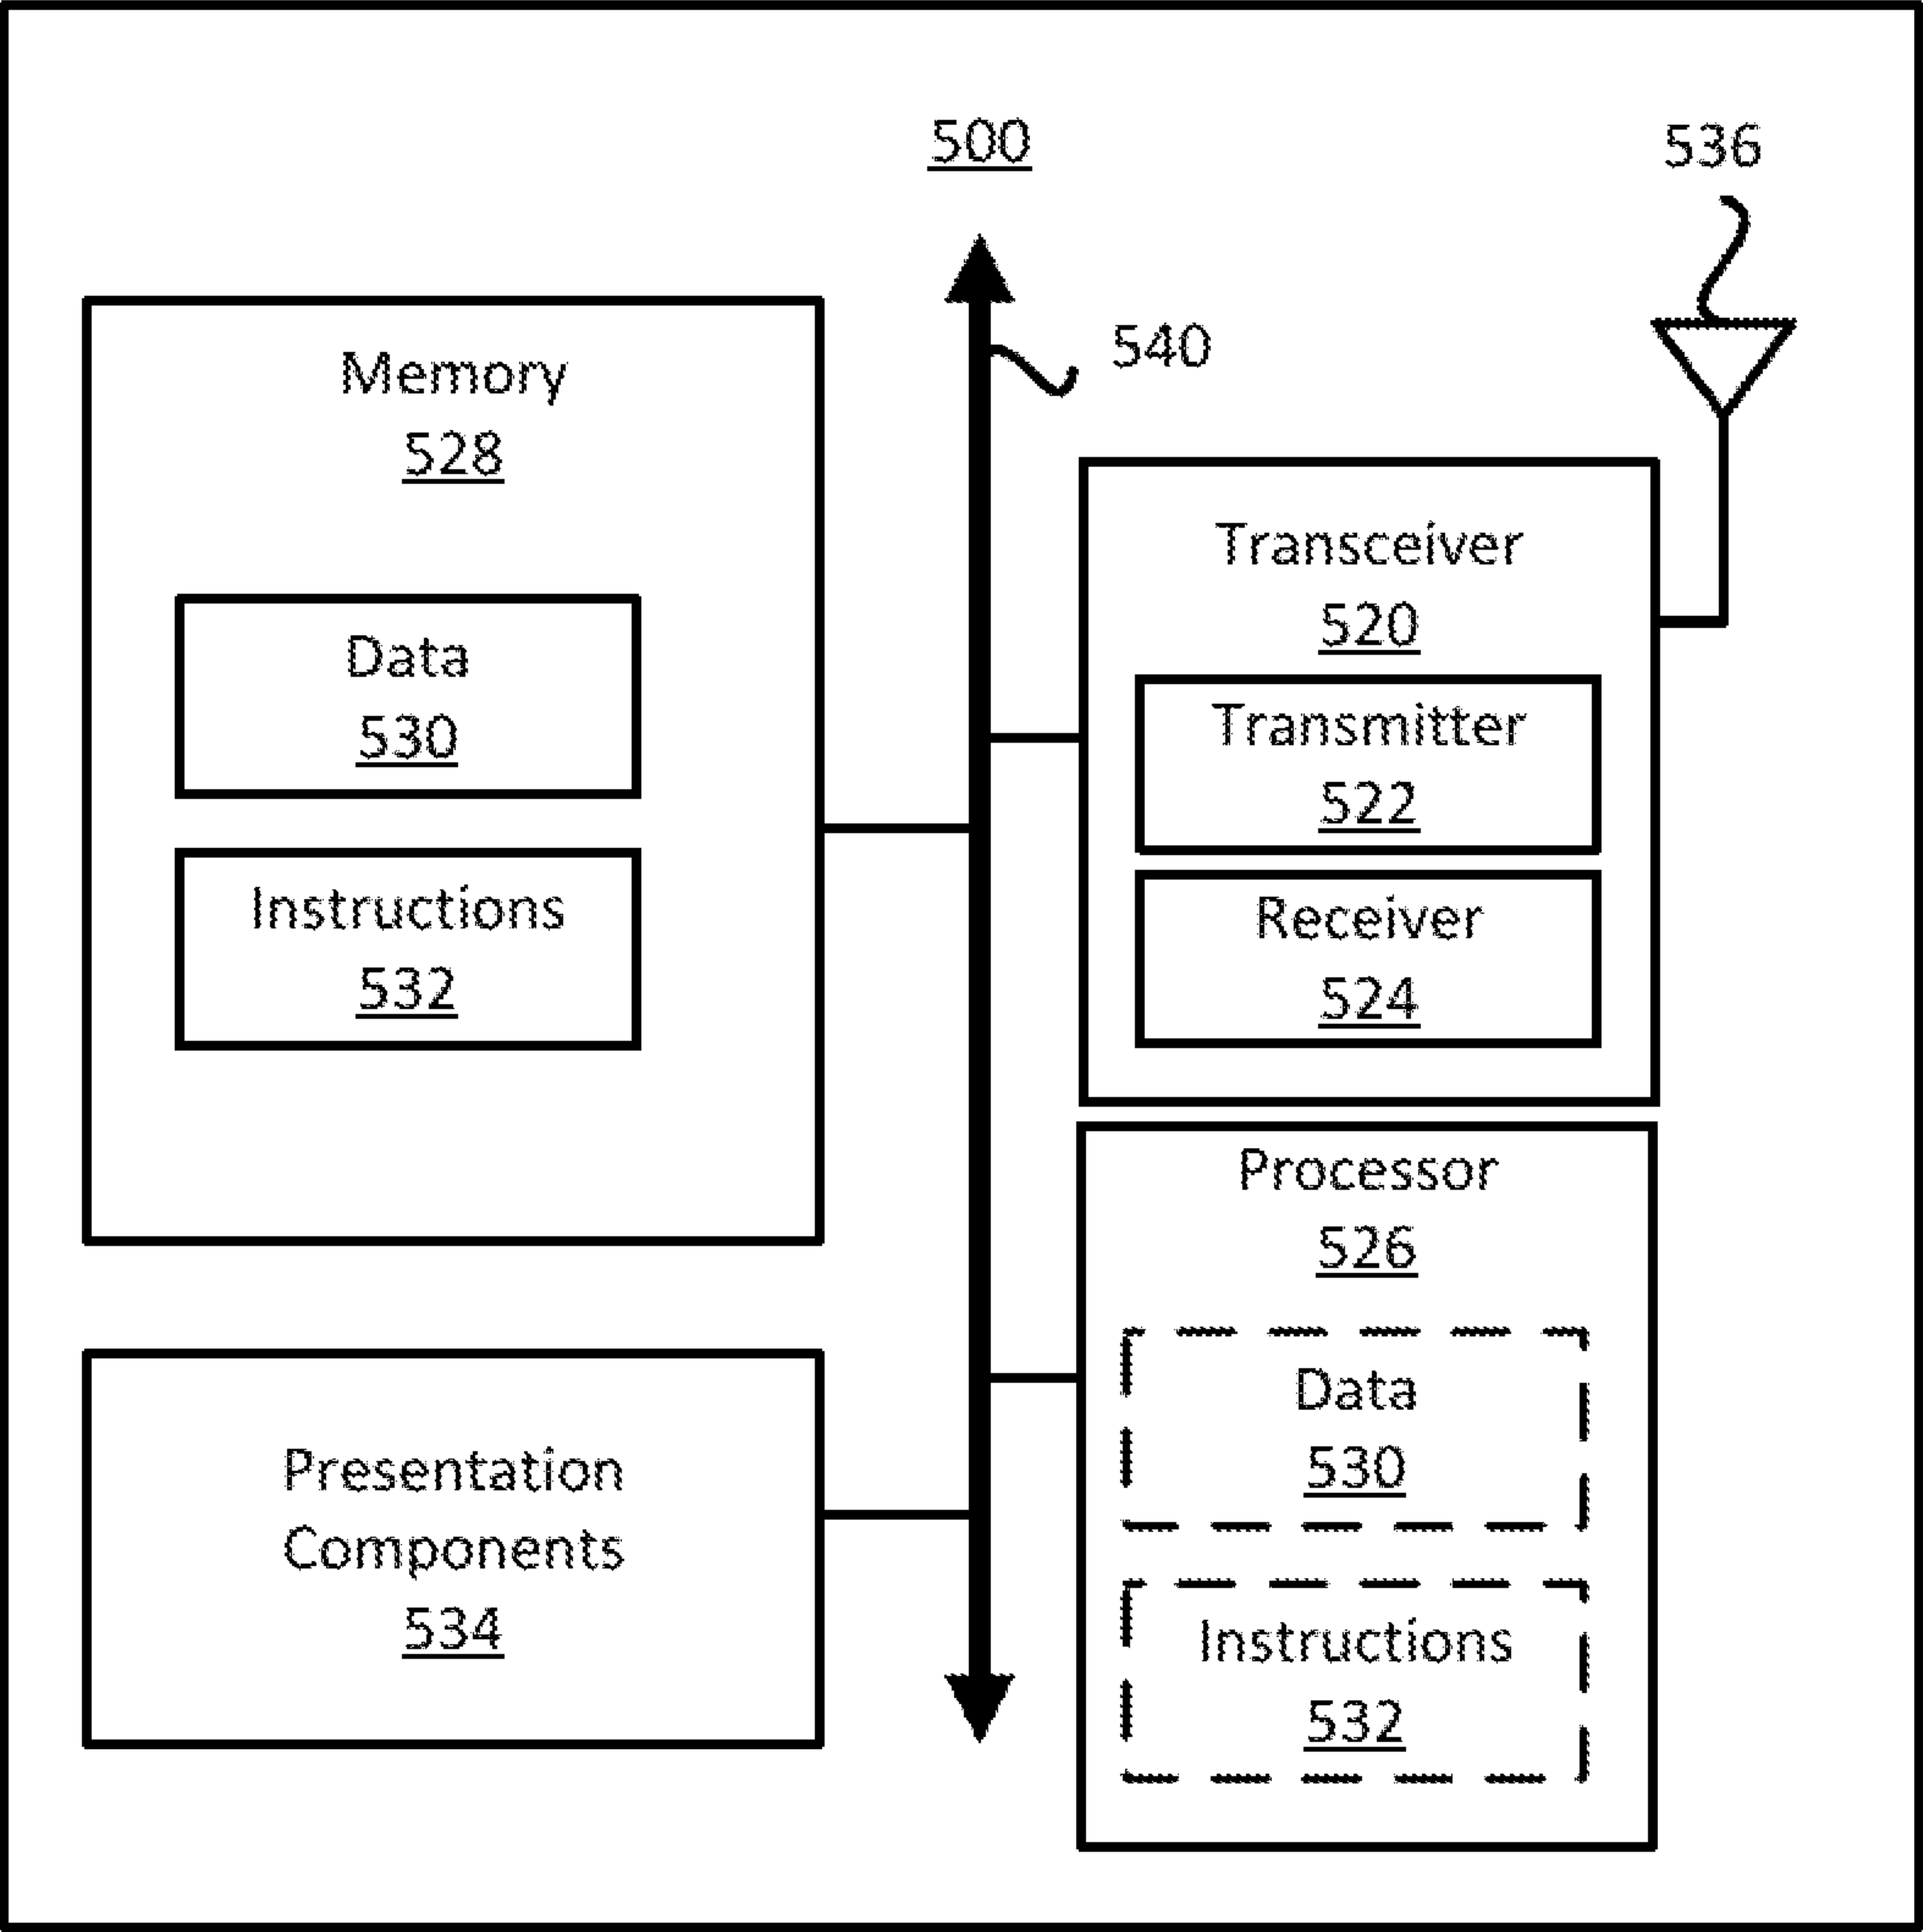 500
536
540
Memory
528
Data
530
Instructions
532
Transceiver
520
Transmitter
522
Receiver
524
Presentation
Components
534
Processor
526
Data
530
Instructions
532